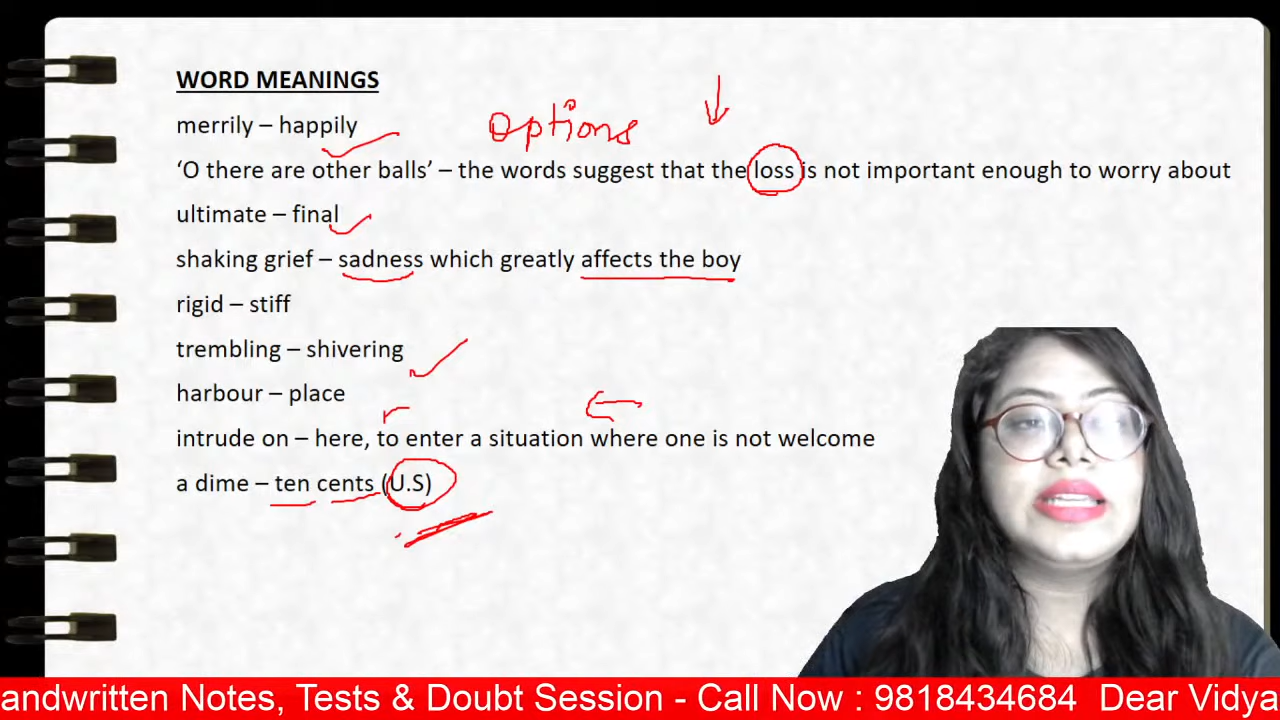 WORD MEANINGS
merrily – happily
options
‘O there are other balls’ – the words suggest that the loss is not important enough to worry about
ultimate – final
shaking grief – sadness which greatly affects the boy
rigid – stiff
trembling – shivering
harbour – place
intrude on – here, to enter a situation where one is not welcome
a dime – ten cents (U.S)
andwritten Notes, Tests & Doubt Session - Call Now : 9818434684 Dear Vidya